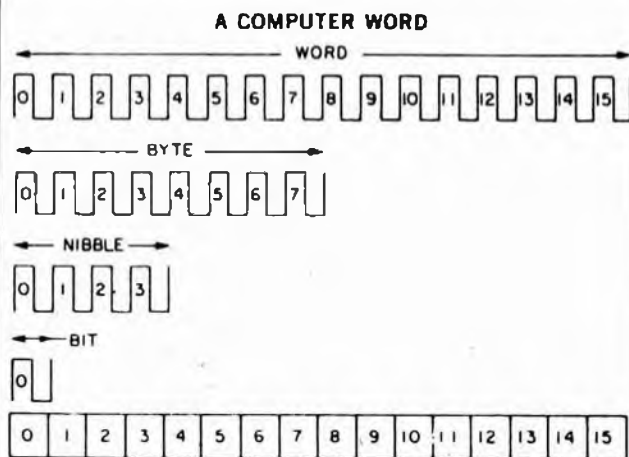 A COMPUTER WORD
WORD
0 1 2 3 4 5 6 7 8 9 10 11 12 13 14 15
BYTE
0 1 2 3 4 5 6 7
NIBBLE
0 1 2 3
BIT
0
0 1 2 3 4 5 6 7 8 9 10 11 12 13 14 15